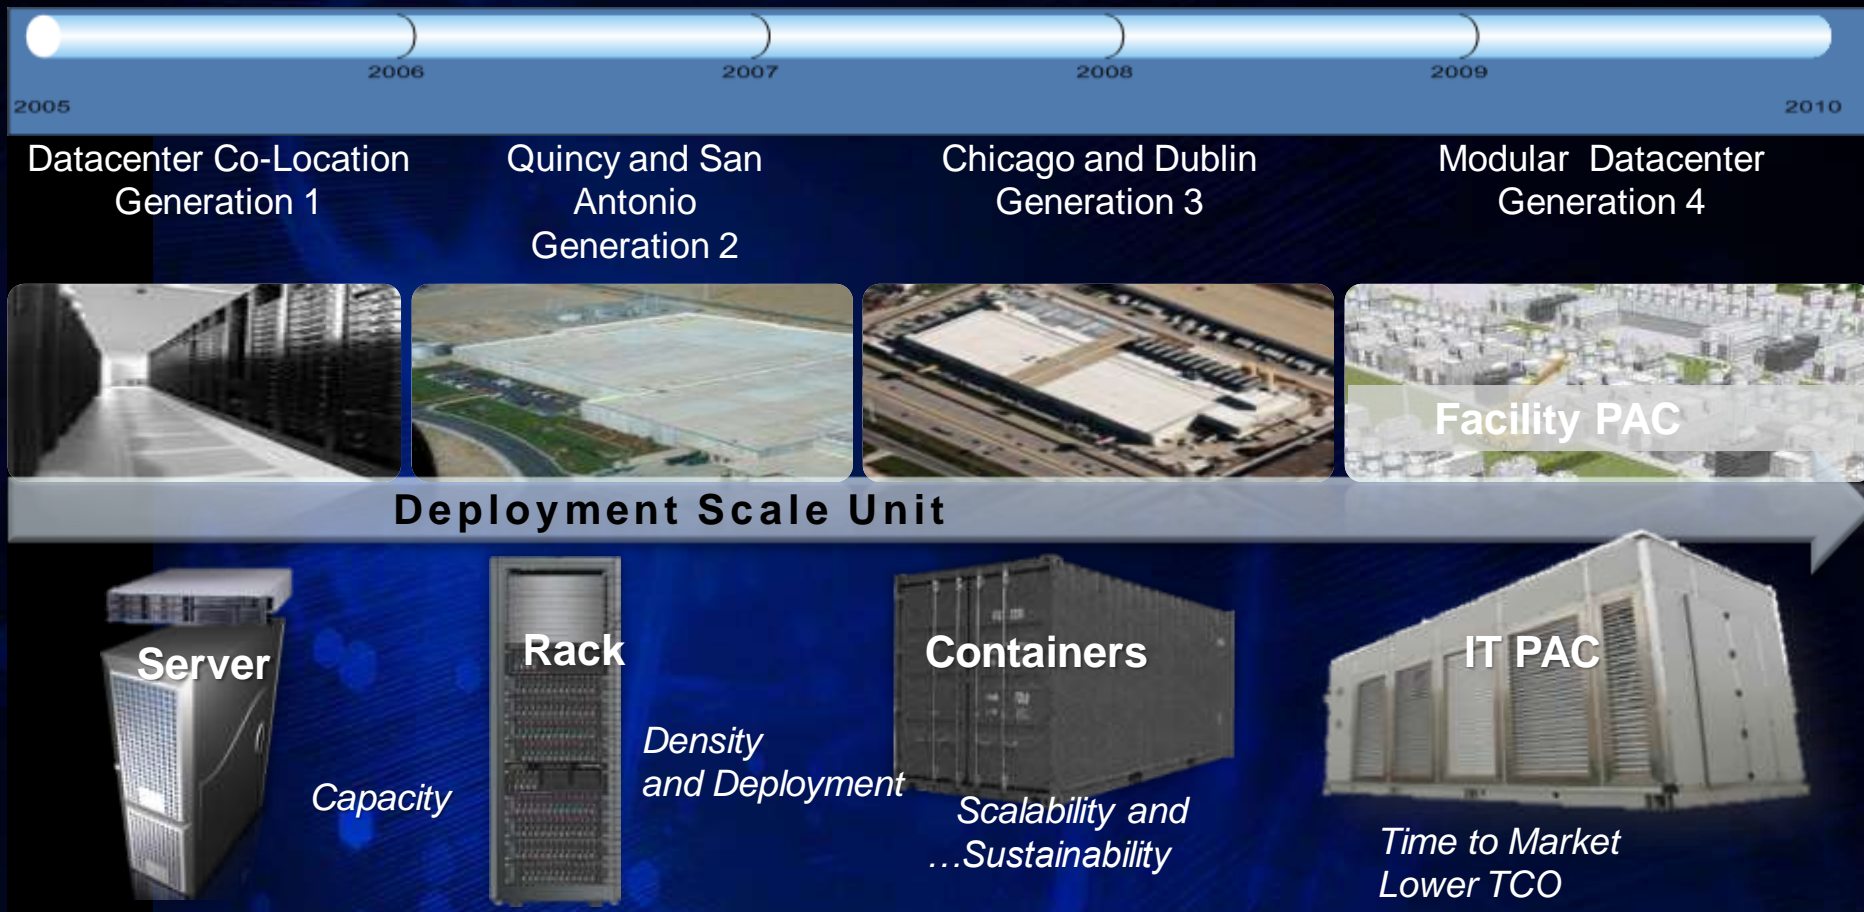 2006
2007
2008
2009
2005
2010
Datacenter Co-Location
Generation 1
Quincy and San
Antonio
Generation 2
Chicago and Dublin
Generation 3
Modular Datacenter
Generation 4
Facility PAC
Deployment Scale Unit
Server
Capacity
Rack
Density
and Deployment
Containers
Scalability and
…Sustainability
IT PAC
Time to Market
Lower TCO